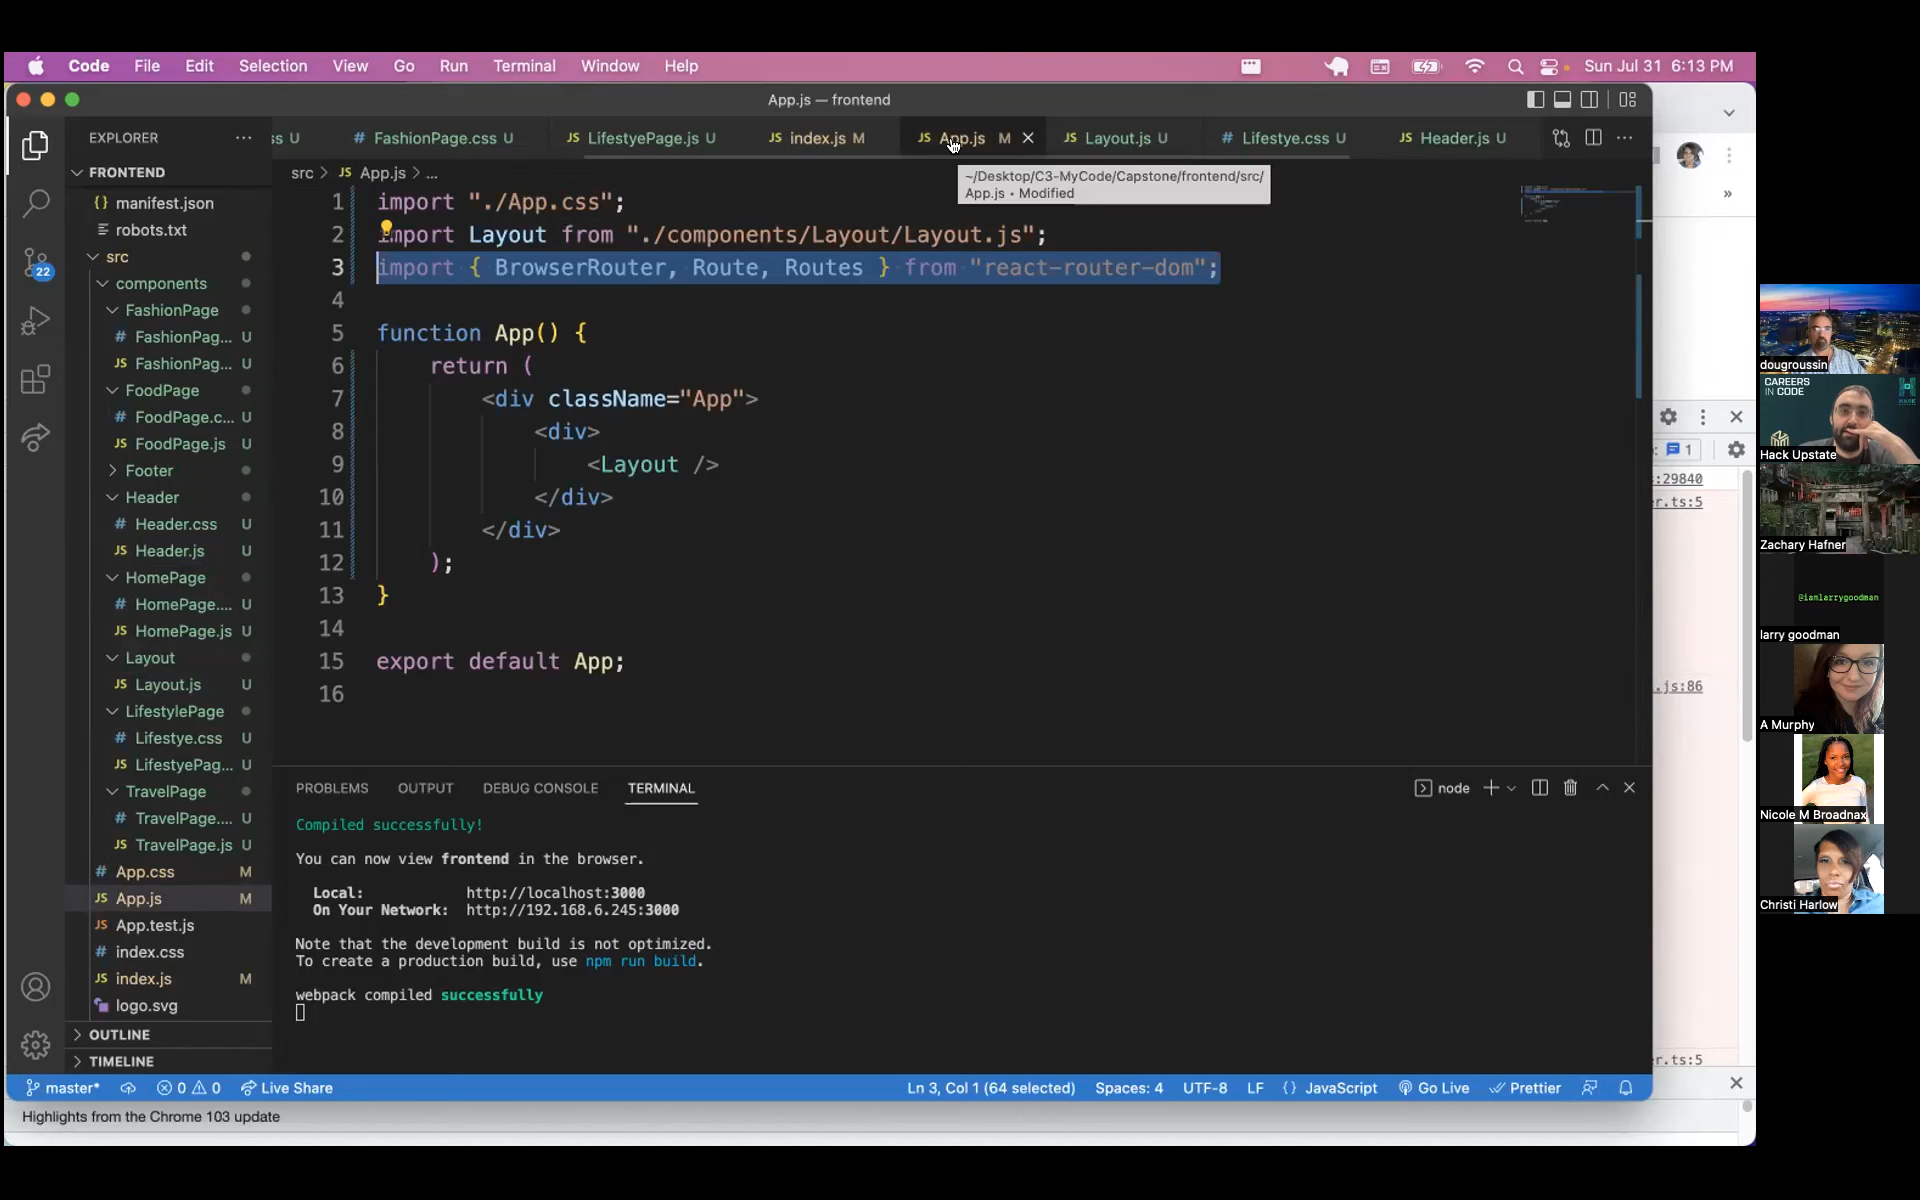 Code File Edit Selection View Go Run Terminal Window Help Sun Jul 31 6:13 PM
App.js — frontend
EXPLORER
ss U FashionPage.css U LifestyePage.js U index.js M App.js M Layout.js U Lifestye.css U Header.js U
src > App.js > ...
~/Desktop/C3-MyCode/Capstone/frontend/src/
App.js • Modified
FRONTEND
manifest.json
robots.txt
src
components
FashionPage
FashionPag... U
FashionPag... U
FoodPage
FoodPage.c... U
FoodPage.js U
Footer
Header
Header.css U
Header.js U
HomePage
HomePage.... U
HomePage.js U
Layout
Layout.js U
LifestylePage
Lifestye.css U
LifestyePag... U
TravelPage
TravelPage.... U
TravelPage.js U
App.css M
App.js M
App.test.js
index.css
index.js M
logo.svg
OUTLINE
TIMELINE
22
1 import "./App.css";
2 import Layout from "./components/Layout/Layout.js";
3 import { BrowserRouter, Route, Routes } from "react-router-dom";
4
5 function App() {
6 return (
7 <div className="App">
8 <div>
9 <Layout />
10 </div>
11 </div>
12 );
13 }
14
15 export default App;
16
PROBLEMS OUTPUT DEBUG CONSOLE TERMINAL node
Compiled successfully!
You can now view frontend in the browser.
Local: http://localhost:3000
On Your Network: http://192.168.6.245:3000
Note that the development build is not optimized.
To create a production build, use npm run build.
webpack compiled successfully
master* 0 0 Live Share Ln 3, Col 1 (64 selected) Spaces: 4 UTF-8 LF {} JavaScript Go Live Prettier
Highlights from the Chrome 103 update
1
:29840
er.ts:5
.js:86
er.ts:5
dougroussin
CAREERS
IN CODE
Hack Upstate
Zachary Hafner
@iamlarrygoodman
larry goodman
A Murphy
Nicole M Broadnax
Christi Harlow